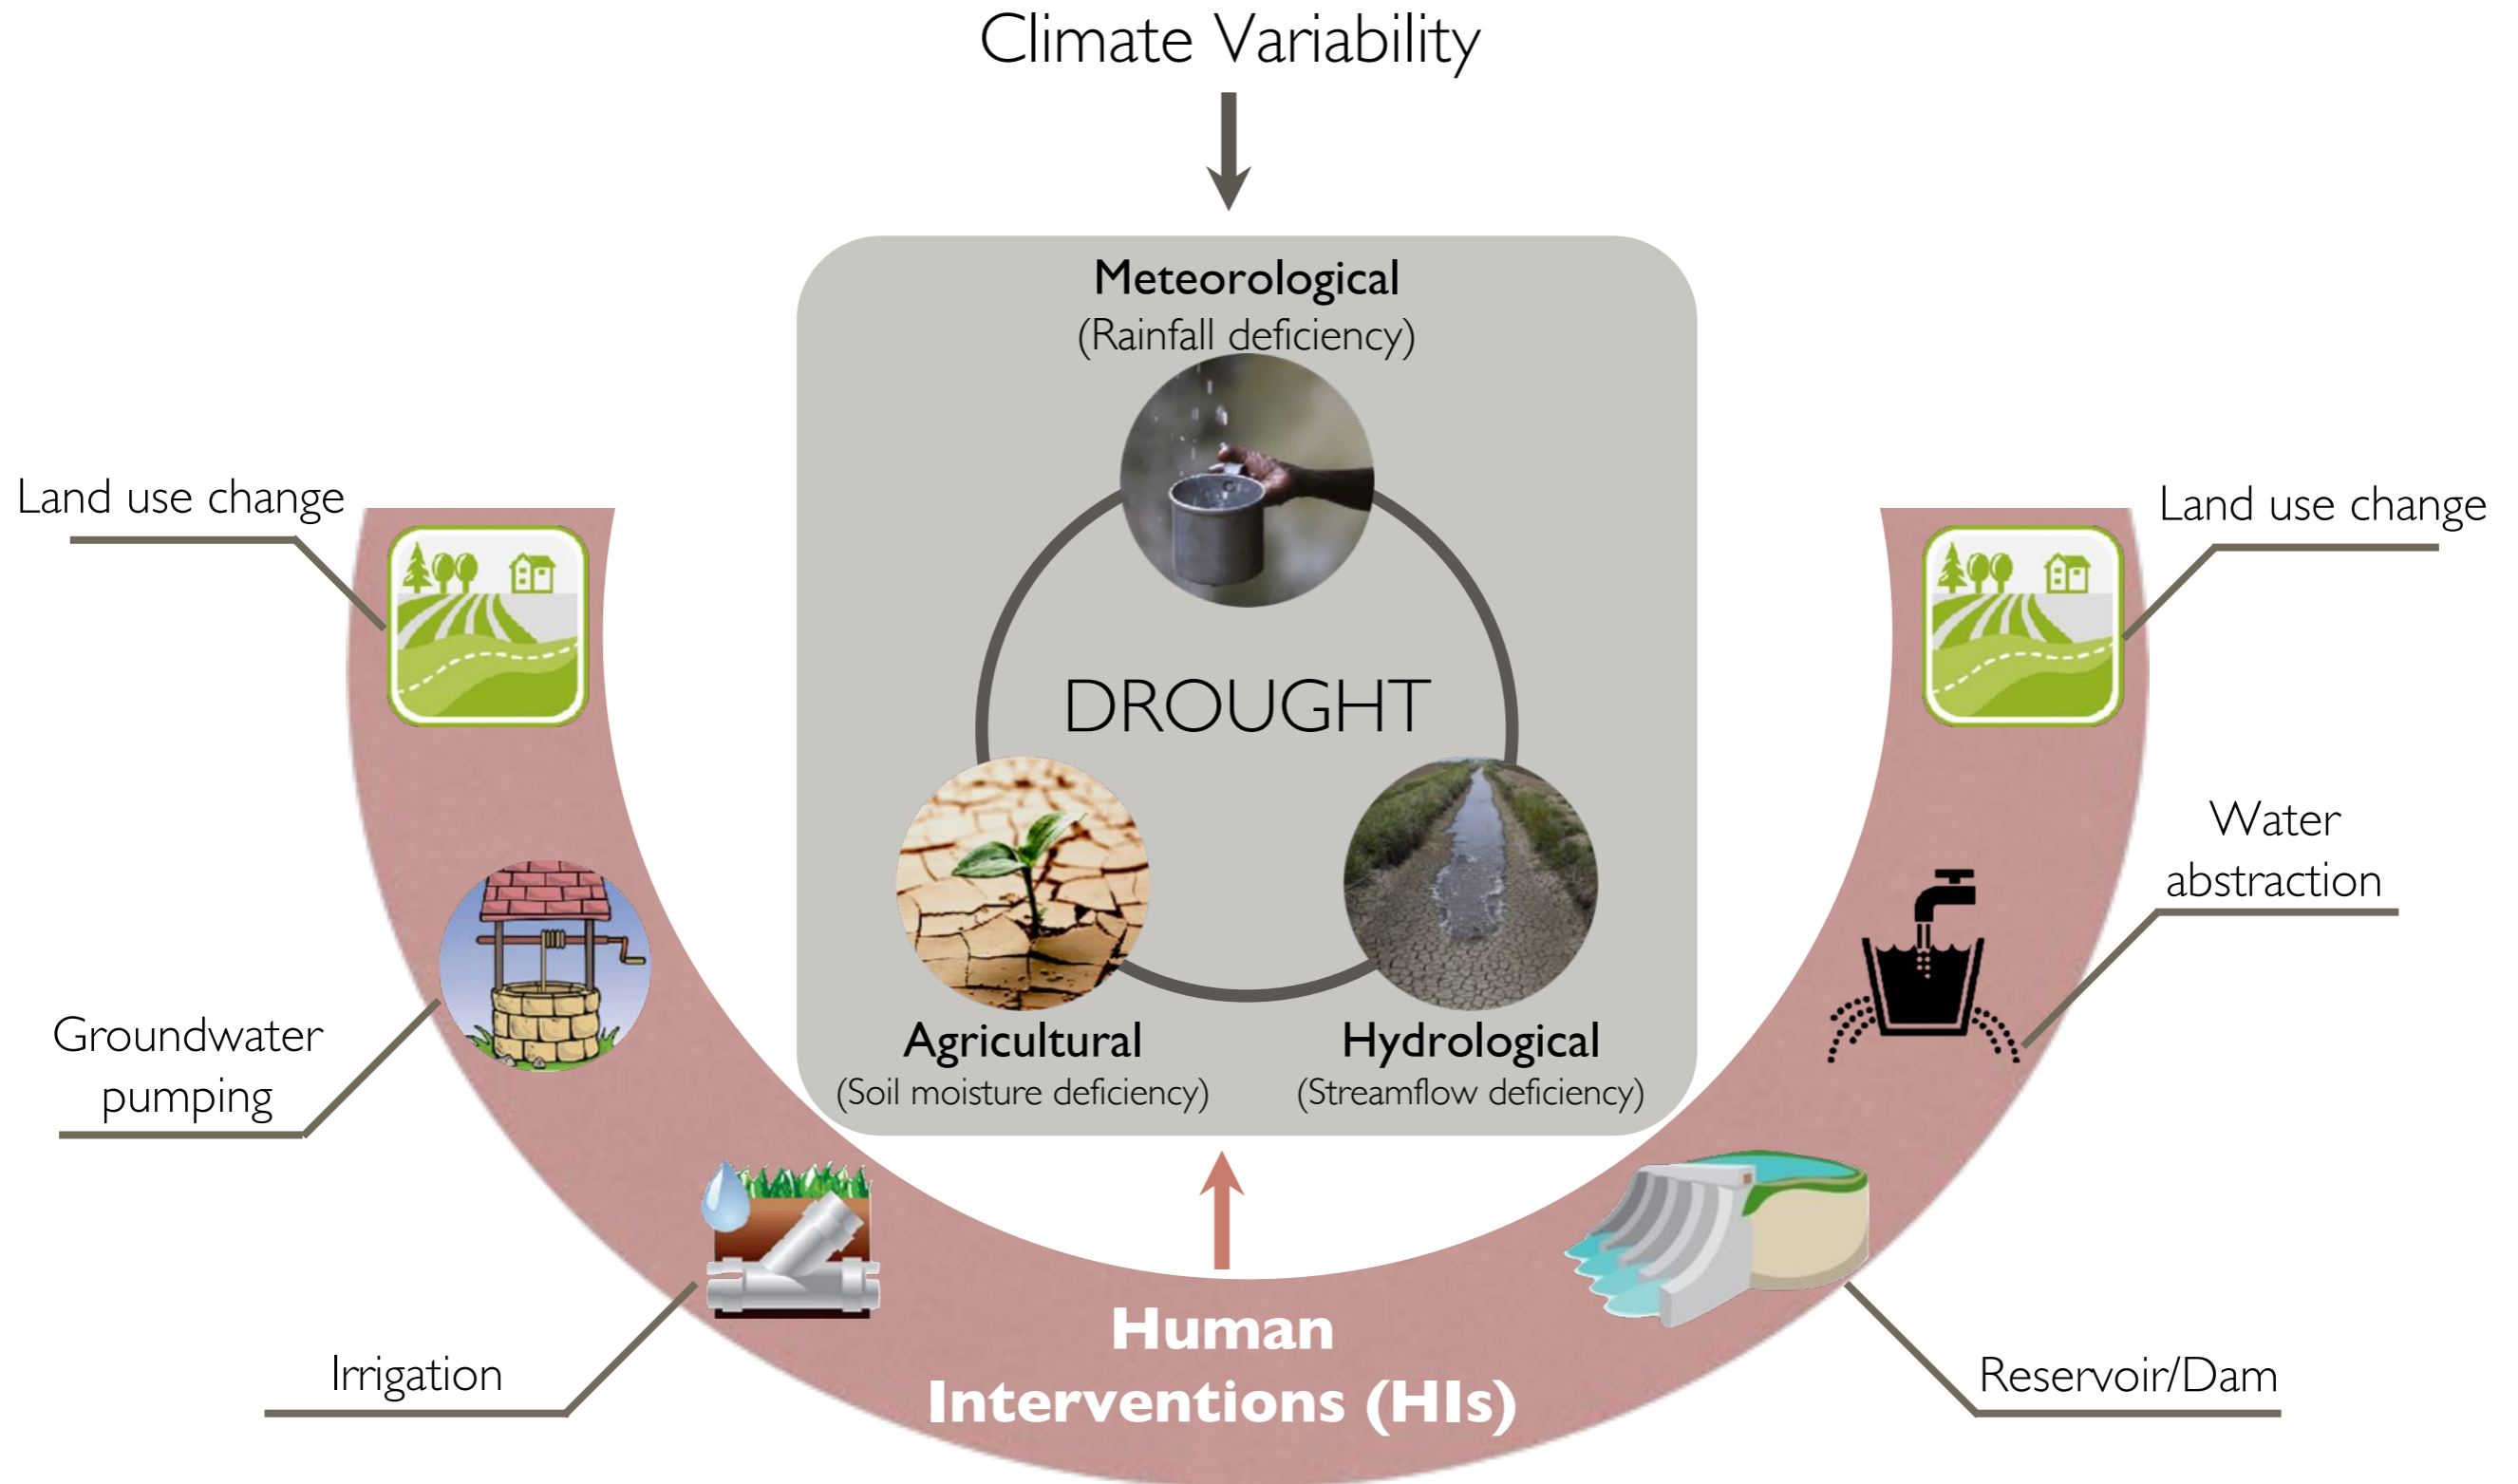 Climate Variability
Meteorological
(Rainfall deficiency)
Land use change
Land use change
DROUGHT
Water
abstraction
Groundwater
pumping
Agricultural
(Soil moisture deficiency)
Hydrological
(Streamflow deficiency)
Human
Interventions (HIs)
Irrigation
Reservoir/Dam